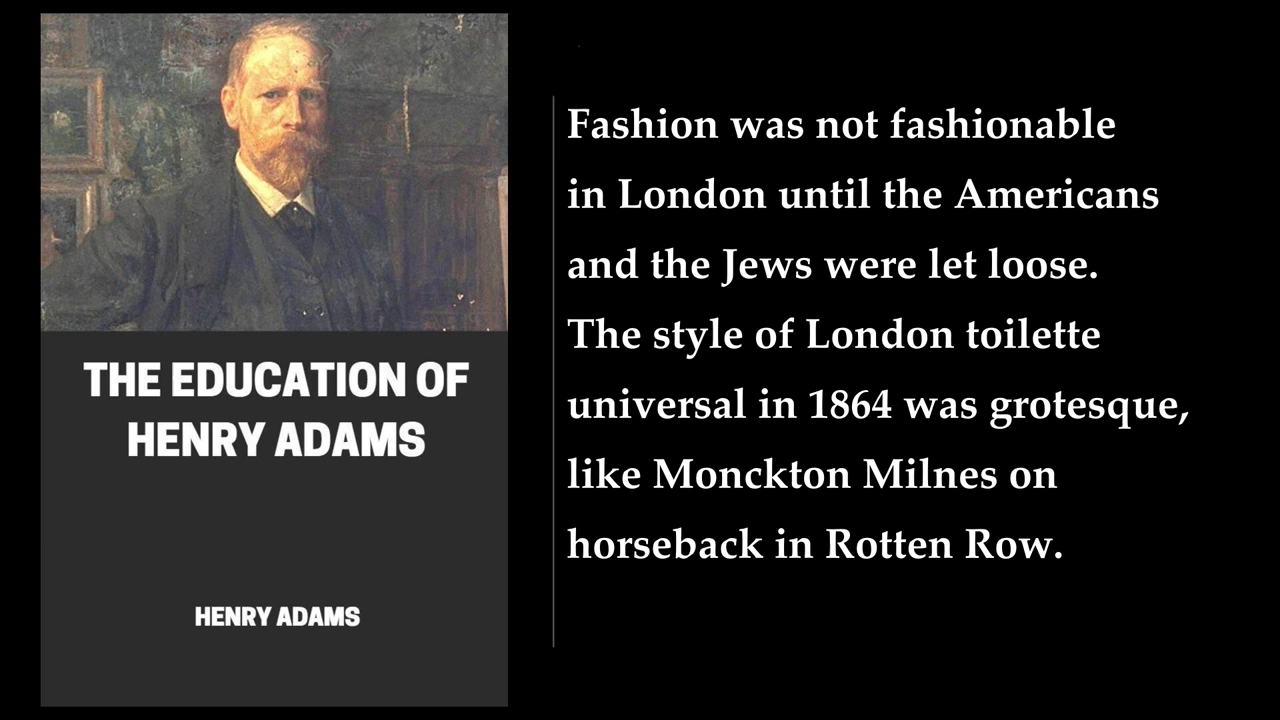 THE EDUCATION OF
HENRY ADAMS
HENRY ADAMS
Fashion was not fashionable
in London until the Americans
and the Jews were let loose.
The style of London toilette
universal in 1864 was grotesque,
like Monckton Milnes on
horseback in Rotten Row.